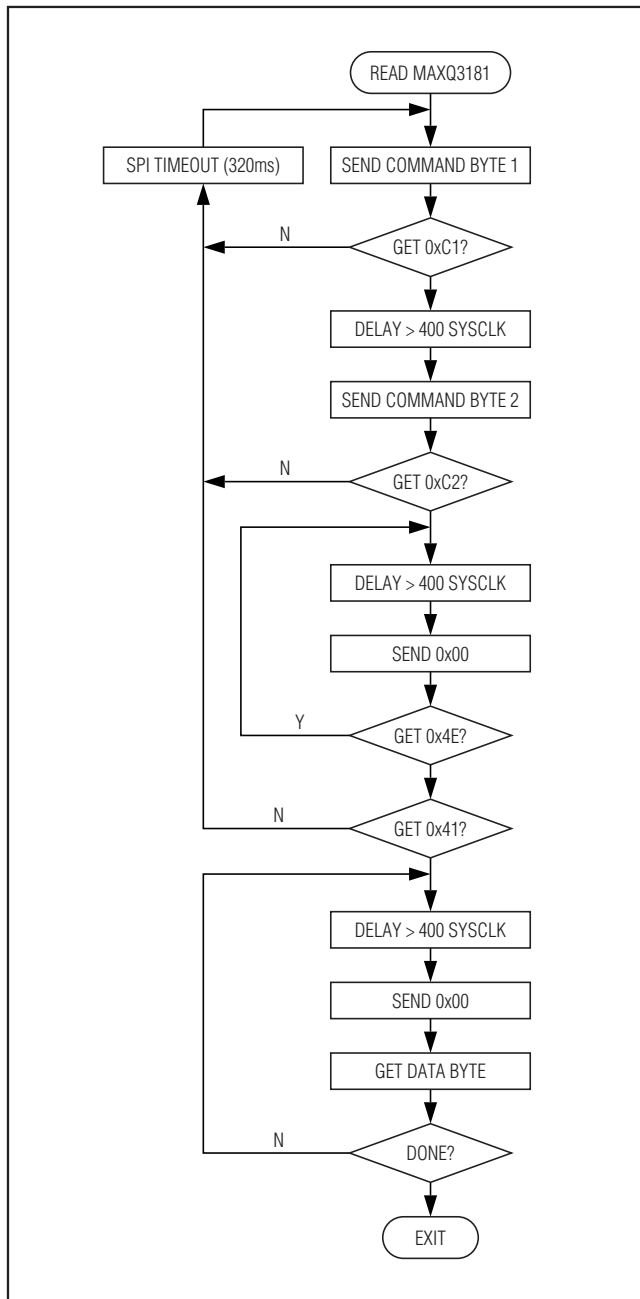 READ MAXQ3181
SPI TIMEOUT (320ms)
SEND COMMAND BYTE 1
N
GET 0xC1?
DELAY > 400 SYSCLK
SEND COMMAND BYTE 2
N
GET 0xC2?
DELAY > 400 SYSCLK
SEND 0x00
Y
GET 0x4E?
N
GET 0x41?
DELAY > 400 SYSCLK
SEND 0x00
GET DATA BYTE
N
DONE?
EXIT